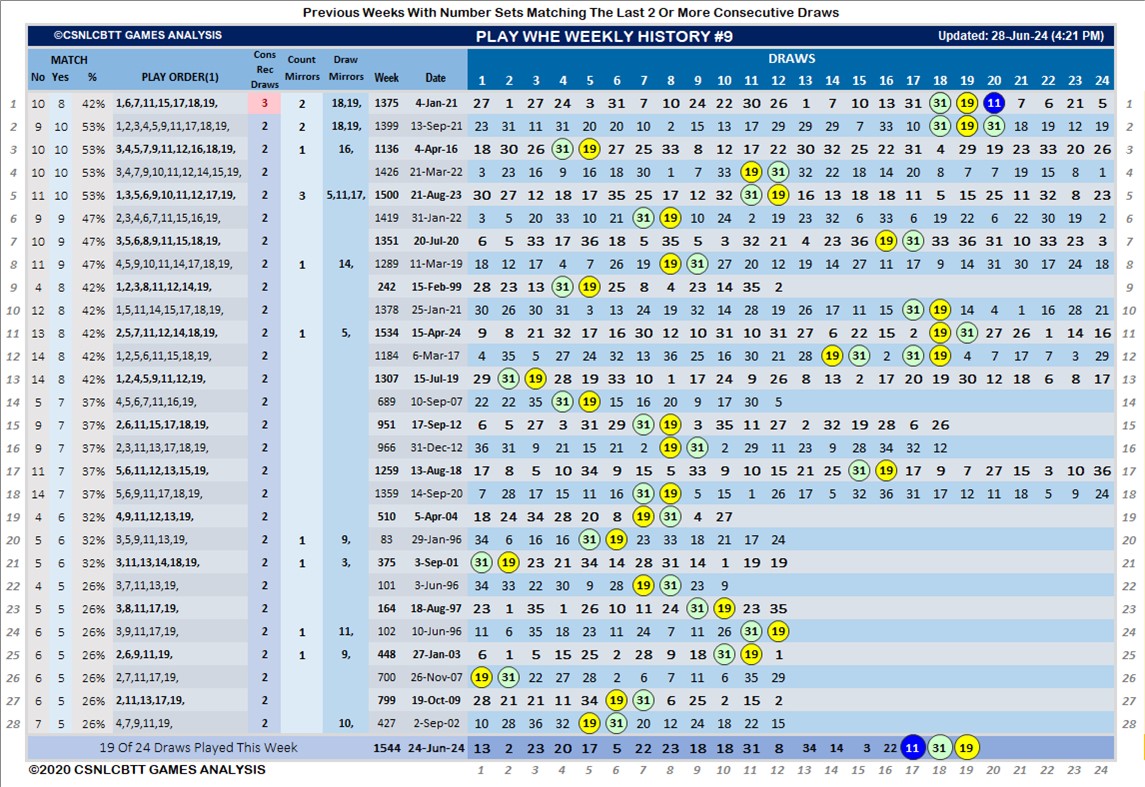 Previous Weeks With Number Sets Matching The Last 2 Or More Consecutive Draws
©CSNLCBTT GAMES ANALYSIS PLAY WHE WEEKLY HISTORY #9 Updated: 28-Jun-24 (4:21 PM)
MATCH Cons Rec Draws Count Mirrors Draw Mirrors DRAWS
No Yes % PLAY ORDER(1) Week Date 1 2 3 4 5 6 7 8 9 10 11 12 13 14 15 16 17 18 19 20 21 22 23 24
1 10 8 42% 1,6,7,11,15,17,18,19, 3 2 18,19, 1375 4-Jan-21 27 1 27 24 3 31 7 10 24 22 30 26 1 7 10 13 31 31 19 11 7 6 21 5 1
2 9 10 53% 1,2,3,4,5,9,11,17,18,19, 2 2 18,19, 1399 13-Sep-21 23 31 11 31 20 20 10 2 15 13 17 29 29 29 7 33 10 31 19 31 18 19 12 19 2
3 10 10 53% 3,4,5,7,9,11,12,16,18,19, 2 1 16, 1136 4-Apr-16 18 30 26 31 19 27 25 33 8 12 17 22 30 32 25 22 31 4 29 19 23 33 20 26 3
4 10 10 53% 3,4,7,9,10,11,12,14,15,19, 2 1426 21-Mar-22 3 23 16 9 16 18 30 1 7 33 19 31 32 22 18 14 20 8 7 7 19 15 8 1 4
5 11 10 53% 1,3,5,6,9,10,11,12,17,19, 2 3 5,11,17, 1500 21-Aug-23 30 27 12 18 17 35 25 17 12 32 31 19 16 13 18 18 11 5 15 25 11 32 8 23 5
6 9 9 47% 2,3,4,6,7,11,15,16,19, 2 1419 31-Jan-22 3 5 20 33 10 21 31 19 10 24 2 19 23 32 6 33 6 19 22 6 22 30 19 2 6
7 10 9 47% 3,5,6,8,9,11,15,18,19, 2 1351 20-Jul-20 6 5 33 17 36 18 5 35 5 3 32 21 4 23 36 19 31 33 36 31 10 33 23 3 7
8 11 9 47% 4,5,9,10,11,14,17,18,19, 2 1 14, 1289 11-Mar-19 18 12 17 4 7 26 19 19 31 27 20 12 19 14 27 11 17 9 14 31 30 17 24 18 8
9 4 8 42% 1,2,3,8,11,12,14,19, 2 242 15-Feb-99 28 23 13 31 19 25 8 4 23 14 35 2 9
10 12 8 42% 1,5,11,14,15,17,18,19, 2 1378 25-Jan-21 30 26 30 31 3 13 24 19 32 14 28 19 26 17 11 15 31 19 14 4 1 16 28 21 10
11 13 8 42% 2,5,7,11,12,14,18,19, 2 1 5, 1534 15-Apr-24 9 8 21 32 17 16 30 12 10 31 10 31 27 6 22 15 2 19 31 27 26 1 14 16 11
12 14 8 42% 1,2,5,6,11,15,18,19, 2 1184 6-Mar-17 4 35 5 27 24 32 13 36 25 16 30 21 28 19 15 2 31 19 4 7 17 7 3 29 12
13 14 8 42% 1,2,4,5,9,11,12,19, 2 1307 15-Jul-19 29 31 19 28 19 33 10 1 17 24 9 26 8 13 2 17 20 19 30 12 18 6 8 17 13
14 5 7 37% 4,5,6,7,11,16,19, 2 689 10-Sep-07 22 22 35 31 19 15 16 20 9 17 30 5 14
15 9 7 37% 2,6,11,15,17,18,19, 2 951 17-Sep-12 6 5 27 3 31 29 31 19 3 35 11 27 2 32 19 28 6 26 15
16 9 7 37% 2,3,11,13,17,18,19, 2 966 31-Dec-12 36 31 9 21 15 21 2 19 31 2 29 11 23 9 28 34 32 12 16
17 11 7 37% 5,6,11,12,13,15,19, 2 1259 13-Aug-18 17 8 5 10 34 9 15 5 33 9 10 15 21 25 31 19 17 9 7 27 15 3 10 36 17
18 14 7 37% 5,6,9,11,17,18,19, 2 1359 14-Sep-20 7 28 17 15 11 16 31 19 5 15 1 26 17 5 32 36 31 17 12 11 18 5 9 24 18
19 4 6 32% 4,9,11,12,13,19, 2 510 5-Apr-04 18 24 34 28 20 8 19 31 4 27 19
20 5 6 32% 3,5,9,11,13,19, 2 1 9, 83 29-Jan-96 34 6 16 16 31 19 23 33 18 21 17 24 20
21 5 6 32% 3,11,13,14,18,19, 2 1 3, 375 3-Sep-01 31 19 23 21 34 14 28 31 14 1 19 19 21
22 4 5 26% 3,7,11,13,19, 2 101 3-Jun-96 34 33 22 30 9 28 19 31 23 9 22
23 5 5 26% 3,8,11,17,19, 2 164 18-Aug-97 23 1 35 1 26 10 11 24 31 19 23 35 23
24 6 5 26% 3,9,11,17,19, 2 1 11, 102 10-Jun-96 11 6 35 18 23 11 24 7 11 26 31 19 24
25 6 5 26% 2,6,9,11,19, 2 1 9, 448 27-Jan-03 6 1 5 15 25 2 28 9 18 31 19 1 25
26 6 5 26% 2,7,11,17,19, 2 700 26-Nov-07 19 31 22 27 28 2 6 7 11 6 35 29 26
27 6 5 26% 2,11,13,17,19, 2 799 19-Oct-09 28 21 21 11 34 19 31 6 25 2 15 2 27
28 7 5 26% 4,7,9,11,19, 2 10, 427 2-Sep-02 10 28 36 32 19 31 20 12 24 18 22 15 28
19 Of 24 Draws Played This Week 1544 24-Jun-24 13 2 23 20 17 5 22 23 18 18 31 8 34 14 3 22 11 31 19
©2020 CSNLCBTT GAMES ANALYSIS 1 2 3 4 5 6 7 8 9 10 11 12 13 14 15 16 17 18 19 20 21 22 23 24